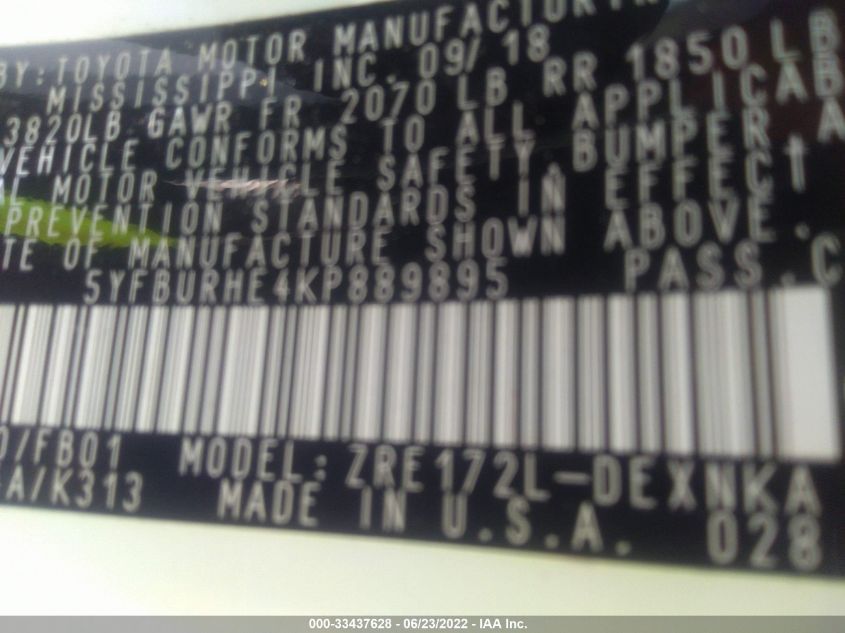 BY:TOYOTA MOTOR MANUFACTURING
MISSISSIPPI INC. 09/18
3820LB GAWR FR 2070 LB RR 1850 LB
VEHICLE CONFORMS TO ALL APPLICAB
AL MOTOR VEHICLE SAFETY, BUMPER, A
PREVENTION STANDARDS IN EFFECT
TE OF MANUFACTURE SHOWN ABOVE.
5YFBURHE4KP889895 PASS.C
/FB01 MODEL: ZRE172L-DEXNKA
A/K313 MADE IN U.S.A. 028
000-33437628 - 06/23/2022 - IAA Inc.